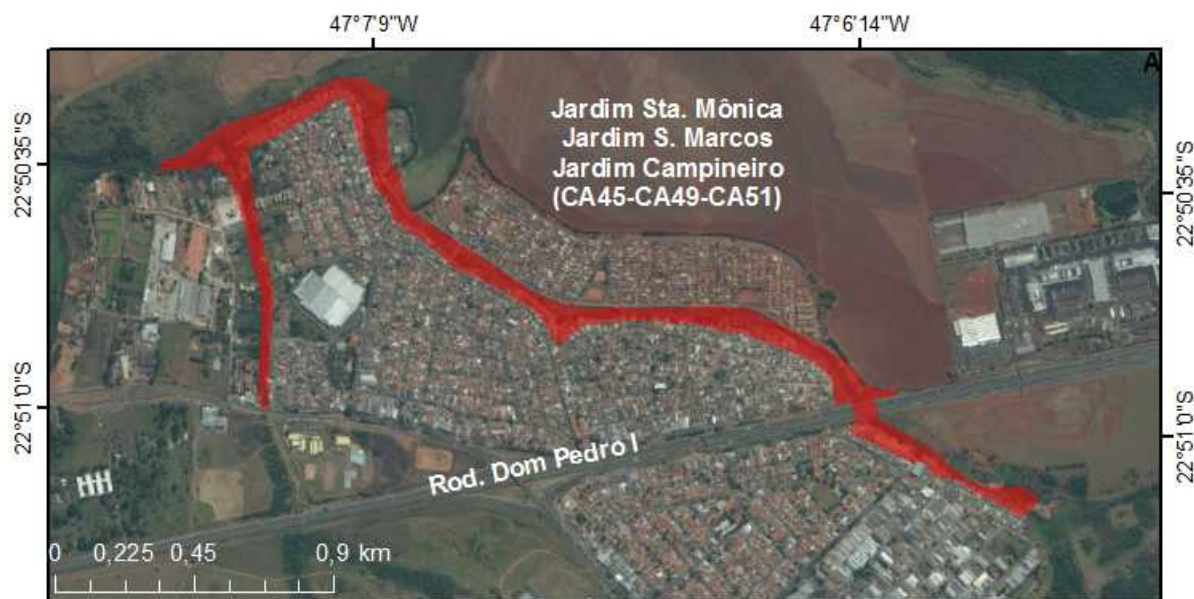 47°7'9"W 47°6'14"W
A
Jardim Sta. Mônica
Jardim S. Marcos
Jardim Campineiro
(CA45-CA49-CA51)
22°50'35"S 22°50'35"S
22°51'0"S 22°51'0"S
Rod. Dom Pedro I
0 0,225 0,45 0,9 km